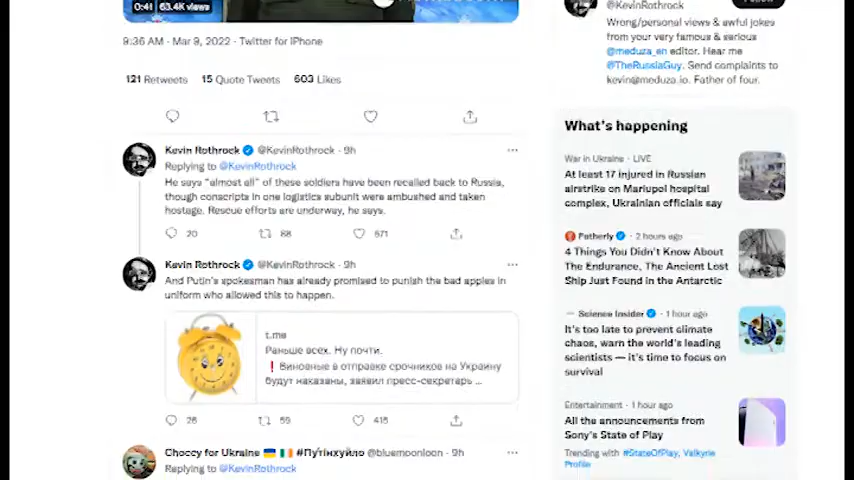 0:41 63.4K views
9:36 AM · Mar 9, 2022 · Twitter for iPhone
121 Retweets 15 Quote Tweets 603 Likes
Kevin Rothrock @KevinRothrock · 9h
Replying to @KevinRothrock
He says "almost all" of these soldiers have been recalled back to Russia,
though conscripts in one logistics subunit were ambushed and taken
hostage. Rescue efforts are underway, he says.
20 88 571
Kevin Rothrock @KevinRothrock · 9h
And Putin's spokesman has already promised to punish the bad apples in
uniform who allowed this to happen.
t.me
Раньше всех. Ну почти.
❗Виновные в отправке срочников на Украину
будут наказаны, заявил пресс-секретарь ...
26 59 415
Choccy for Ukraine 🇺🇦 🇮🇪 #Путінхуйло @bluemoonloon · 9h
Replying to @KevinRothrock
@KevinRothrock
Follow
Wrong/personal views & awful jokes
from your very famous & serious
@meduza_en editor. Hear me
@TheRussiaGuy. Send complaints to
kevin@meduza.io. Father of four.
What's happening
War in Ukraine · LIVE
At least 17 injured in Russian
airstrike on Mariupol hospital
complex, Ukrainian officials say
Fatherly · 2 hours ago
4 Things You Didn't Know About
The Endurance, The Ancient Lost
Ship Just Found in the Antarctic
Science Insider · 1 hour ago
It's too late to prevent climate
chaos, warn the world's leading
scientists — it's time to focus on
survival
Entertainment · 1 hour ago
All the announcements from
Sony's State of Play
Trending with #StateOfPlay, Valkyrie
Profile